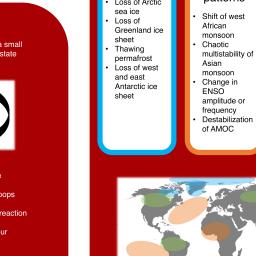 a small
state
oops
reaction
our
Loss of Arctic
sea ice
• Loss of
Greenland ice
sheet
• Thawing
permafrost
• Loss of west
and east
Antarctic ice
sheet
patterns
• Shift of west
African
monsoon
• Chaotic
multistability of
Asian
monsoon
• Change in
ENSO
amplitude or
frequency
• Destabilization
of AMOC